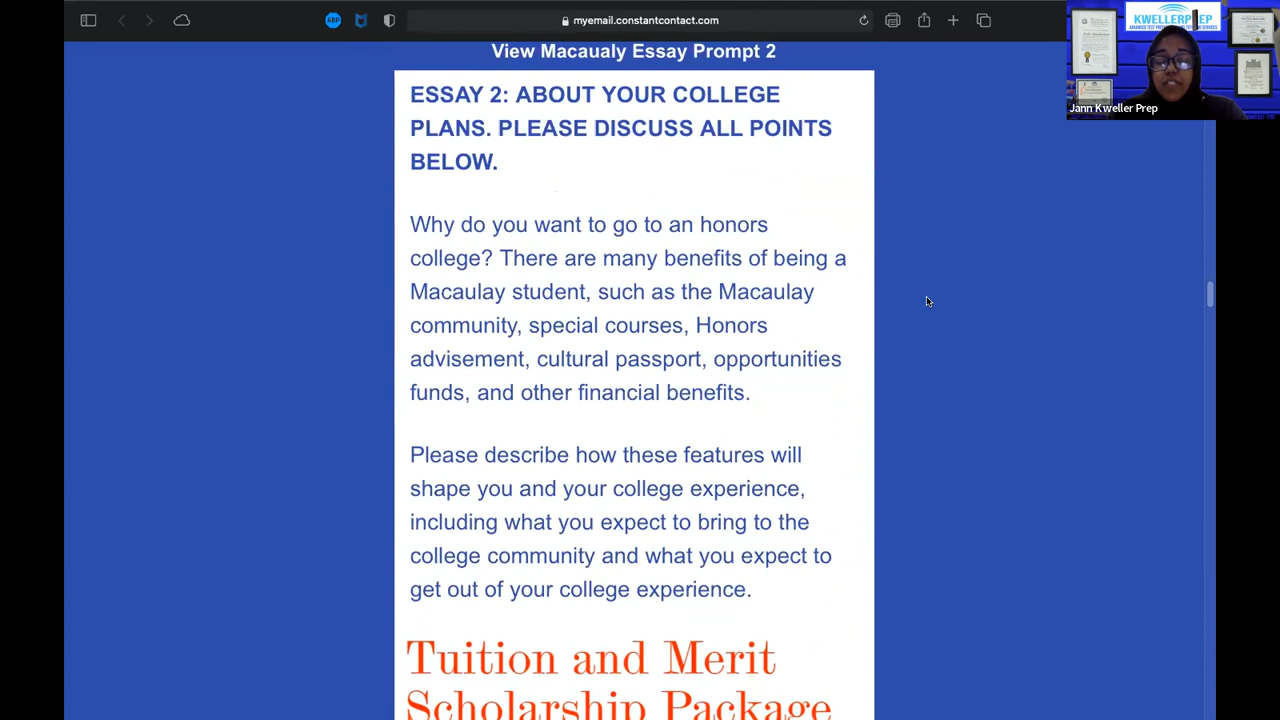 ABP
myemail.constantcontact.com
KWELLERPREP
Jann Kweller Prep
View Macaualy Essay Prompt 2
ESSAY 2: ABOUT YOUR COLLEGE
PLANS. PLEASE DISCUSS ALL POINTS
BELOW.
Why do you want to go to an honors
college? There are many benefits of being a
Macaulay student, such as the Macaulay
community, special courses, Honors
advisement, cultural passport, opportunities
funds, and other financial benefits.
Please describe how these features will
shape you and your college experience,
including what you expect to bring to the
college community and what you expect to
get out of your college experience.
Tuition and Merit
Scholarship Package